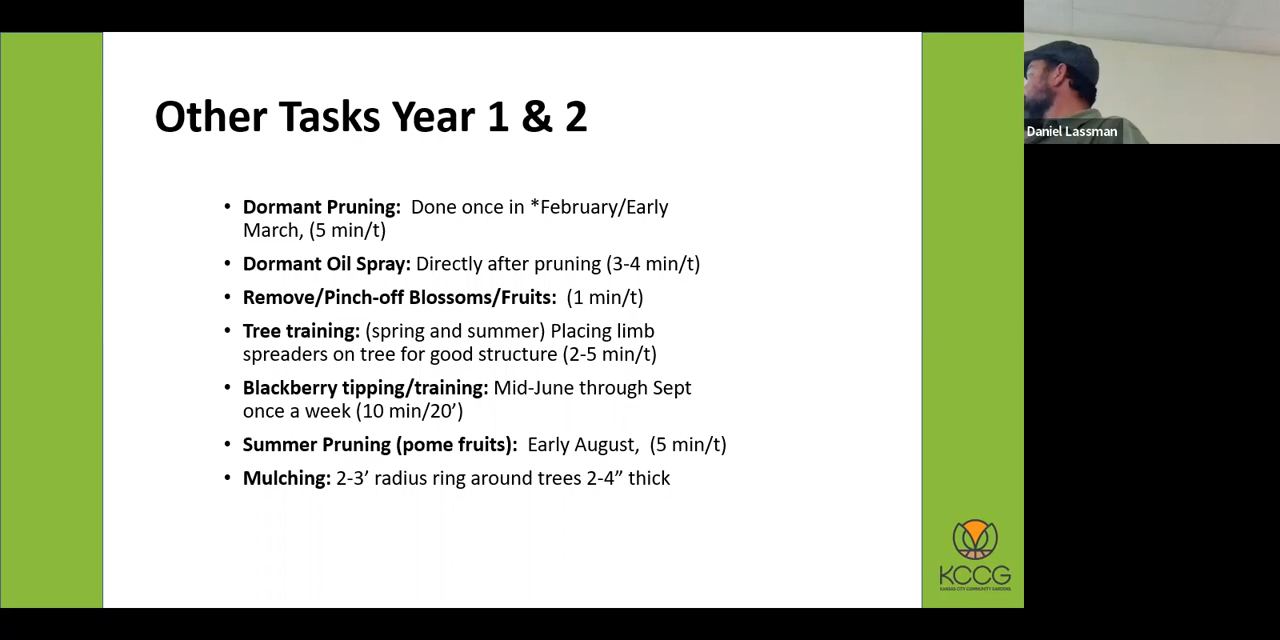 Other Tasks Year 1 & 2
• Dormant Pruning: Done once in *February/Early
March, (5 min/t)
• Dormant Oil Spray: Directly after pruning (3-4 min/t)
• Remove/Pinch-off Blossoms/Fruits: (1 min/t)
• Tree training: (spring and summer) Placing limb
spreaders on tree for good structure (2-5 min/t)
• Blackberry tipping/training: Mid-June through Sept
once a week (10 min/20’)
• Summer Pruning (pome fruits): Early August, (5 min/t)
• Mulching: 2-3’ radius ring around trees 2-4” thick
KCCG
KANSAS CITY COMMUNITY GARDENS
Daniel Lassman